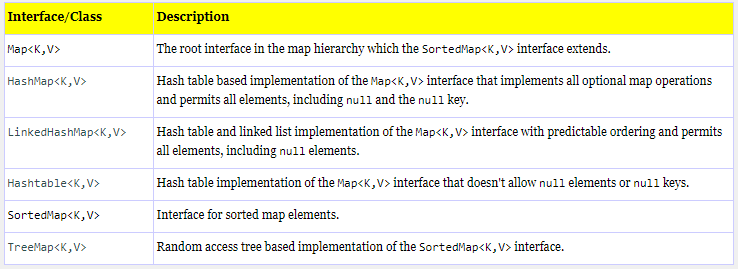 Interface/Class Description
Map<K,V> The root interface in the map hierarchy which the SortedMap<K,V> interface extends.
HashMap<K,V> Hash table based implementation of the Map<K,V> interface that implements all optional map operations
and permits all elements, including null and the null key.
LinkedHashMap<K,V> Hash table and linked list implementation of the Map<K,V> interface with predictable ordering and permits
all elements, including null elements.
Hashtable<K,V> Hash table implementation of the Map<K,V> interface that doesn't allow null elements or null keys.
SortedMap<K,V> Interface for sorted map elements.
TreeMap<K,V> Random access tree based implementation of the SortedMap<K,V> interface.